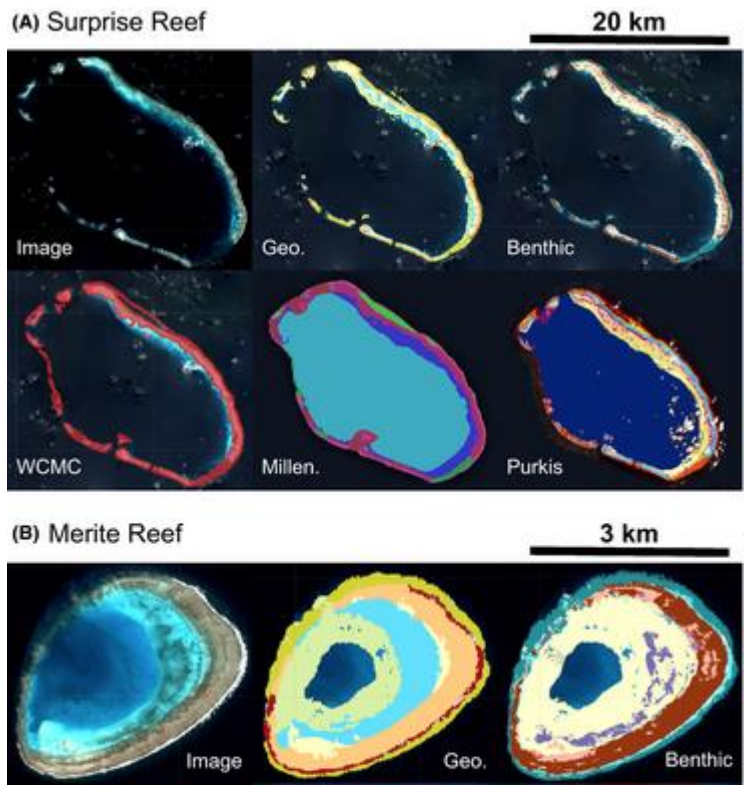 (A) Surprise Reef
20 km
Image
Geo.
Benthic
WCMC
Millen.
Purkis
(B) Merite Reef
3 km
Image
Geo.
Benthic